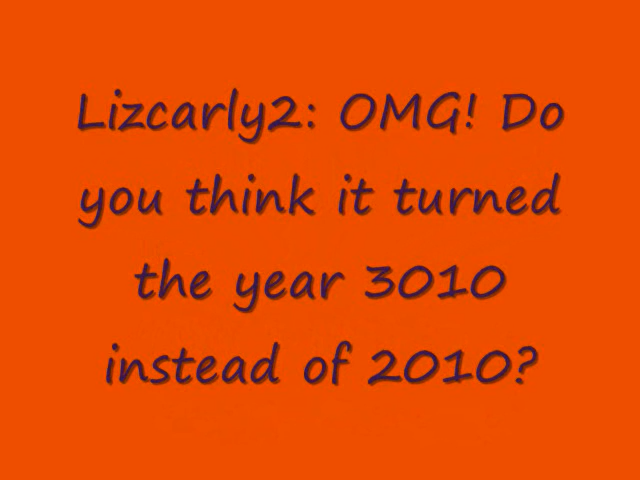 Lizcarly2: OMG! Do
you think it turned
the year 3010
instead of 2010?